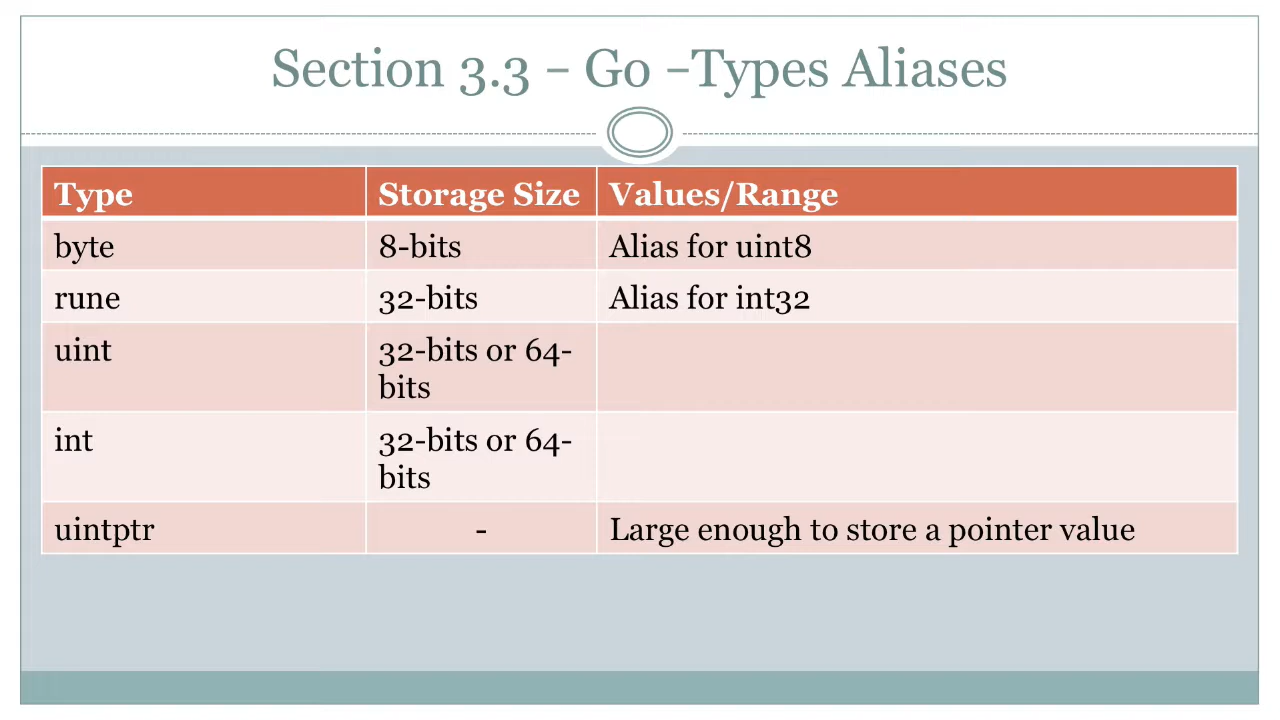 Section 3.3 – Go –Types Aliases
Type Storage Size Values/Range
byte 8-bits Alias for uint8
rune 32-bits Alias for int32
uint 32-bits or 64-
bits
int 32-bits or 64-
bits
uintptr - Large enough to store a pointer value